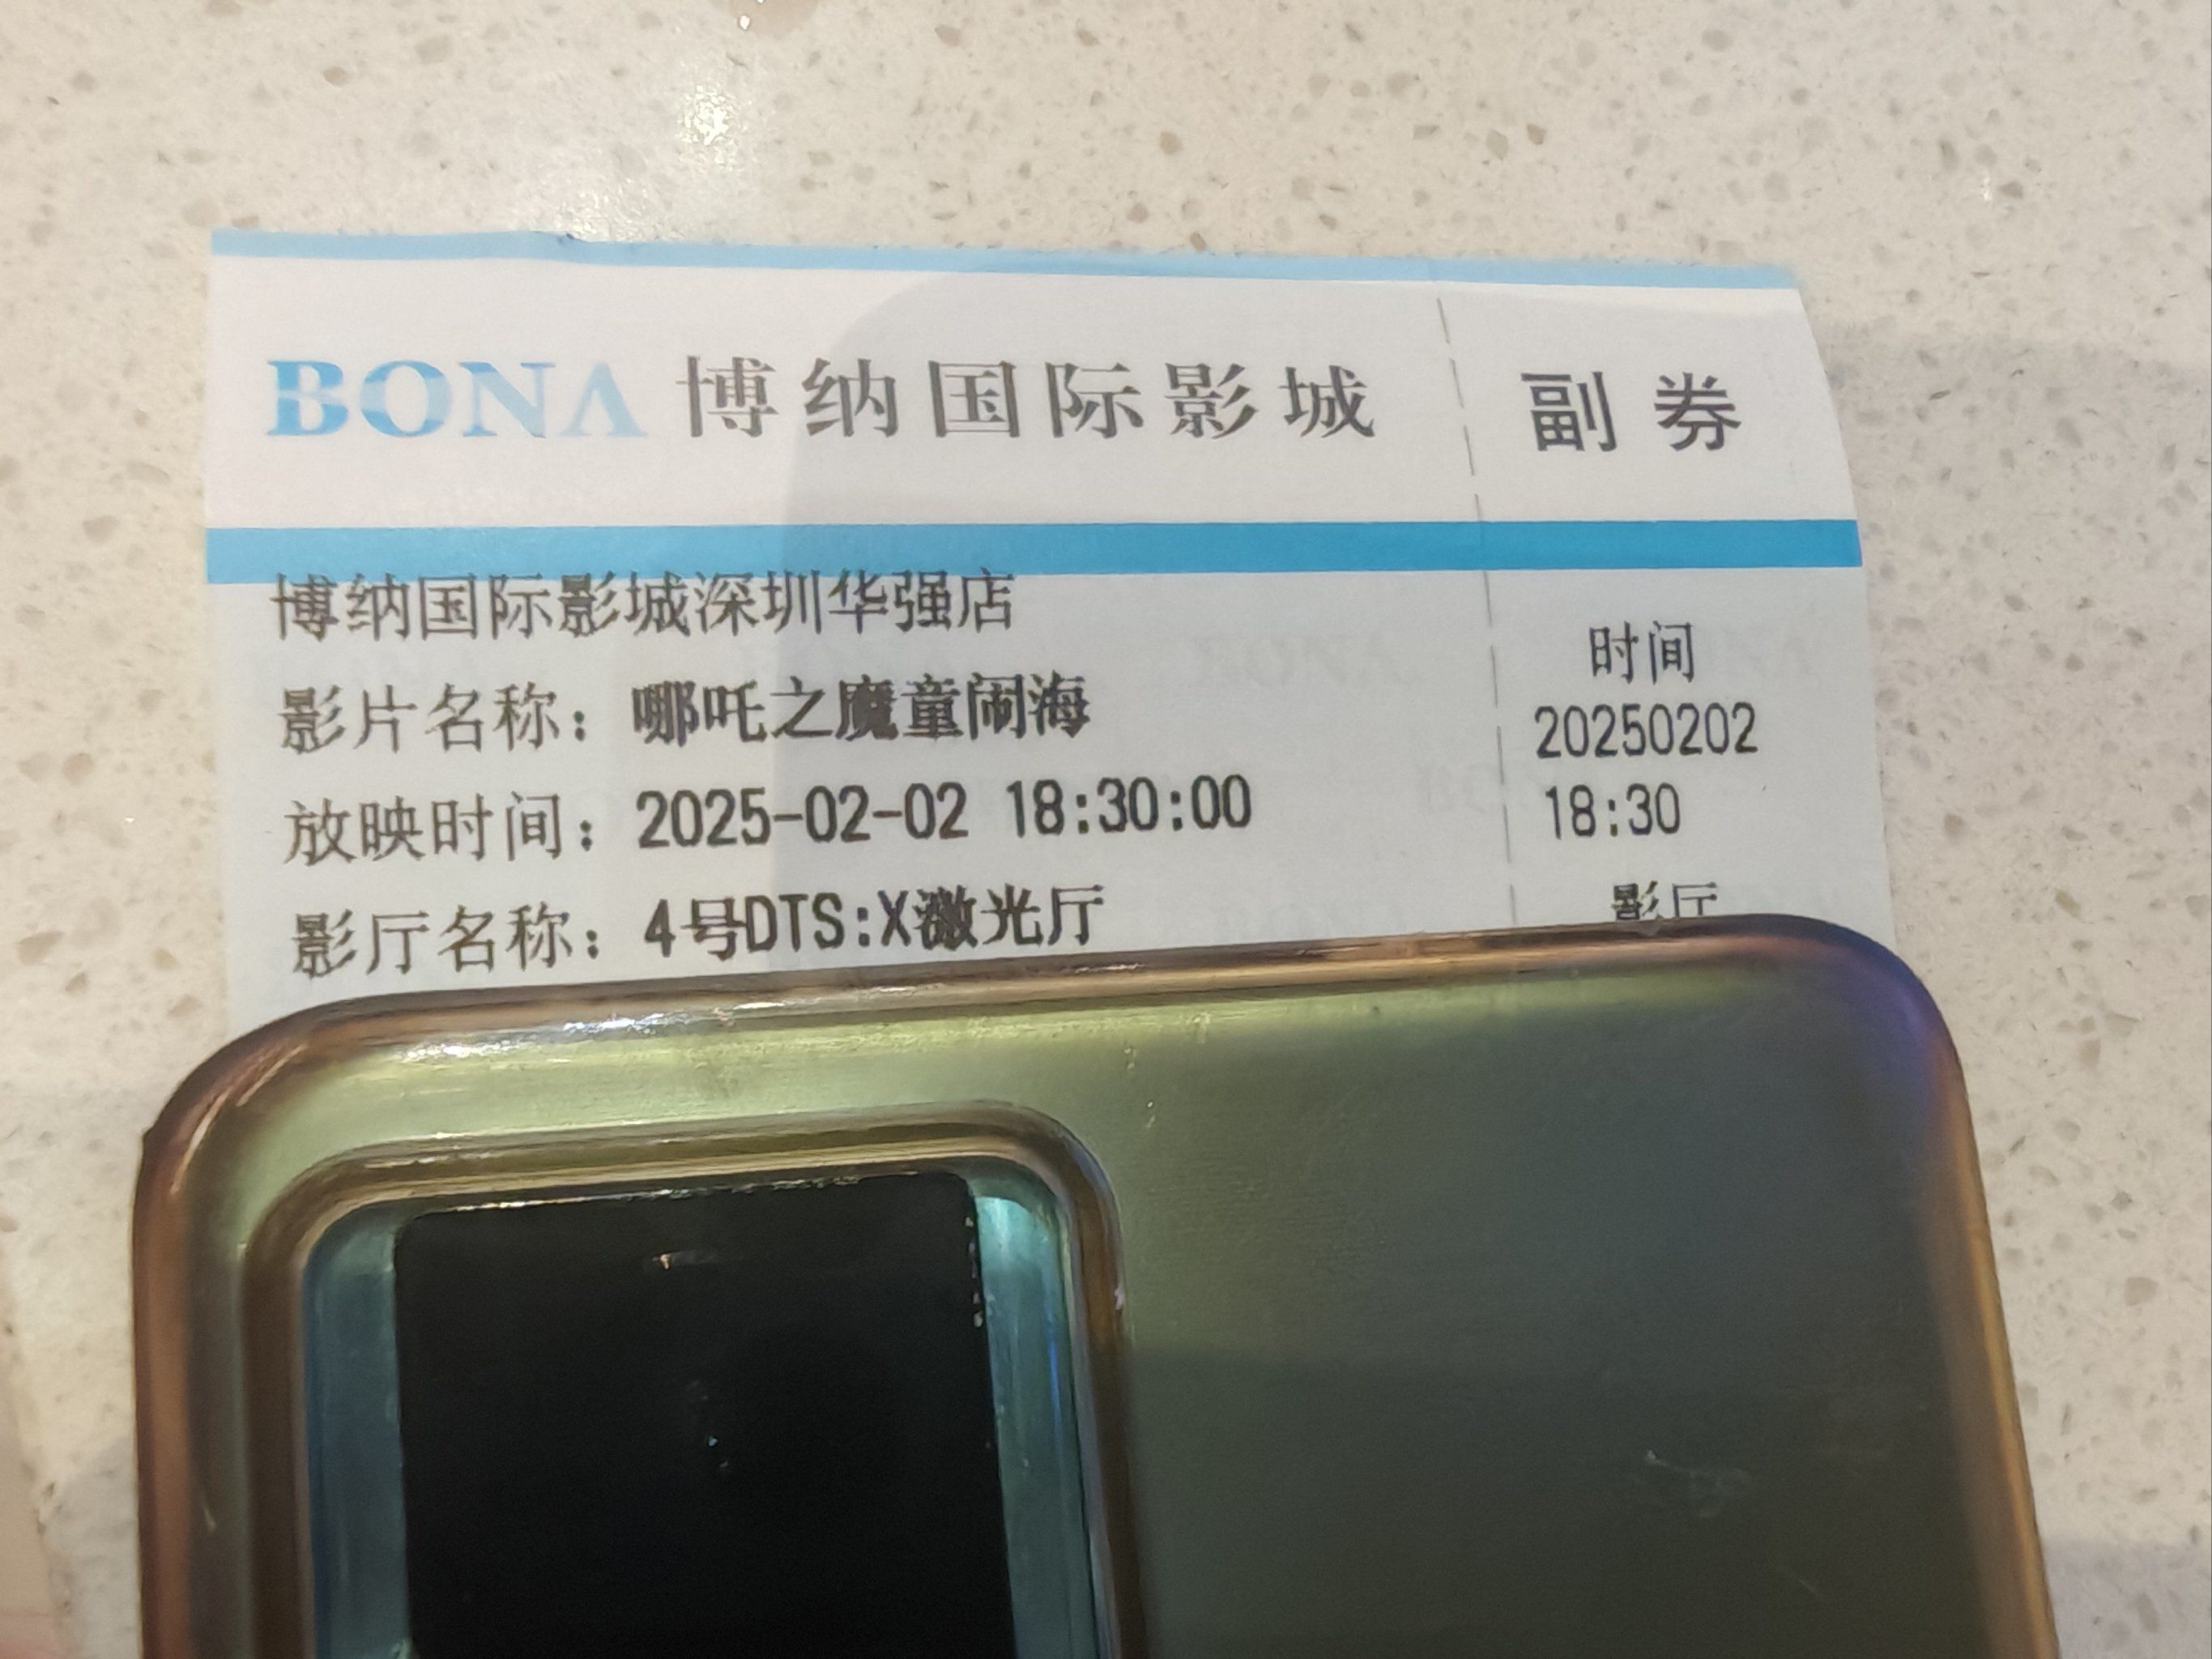 BONA 博纳国际影城 副券
博纳国际影城深圳华强店
影片名称：哪吒之魔童闹海
放映时间：2025-02-02 18:30:00
影厅名称：4号DTS:X激光厅
时间
20250202
18:30
影厅